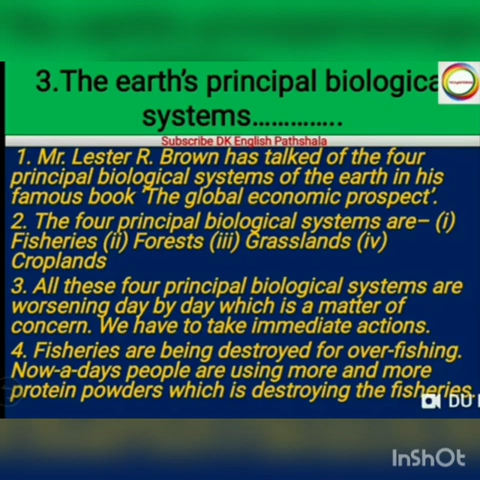 3.The earth's principal biologica
systems.............
Subscribe DK English Pathshala
1. Mr. Lester R. Brown has talked of the four
principal biological systems of the earth in his
famous book 'The global economic prospect'.
2. The four principal biological systems are– (i)
Fisheries (ii) Forests (iii) Grasslands (iv)
Croplands
3. All these four principal biological systems are
worsening day by day which is a matter of
concern. We have to take immediate actions.
4. Fisheries are being destroyed for over-fishing.
Now-a-days people are using more and more
protein powders which is destroying the fisheries.
DU
InShOt